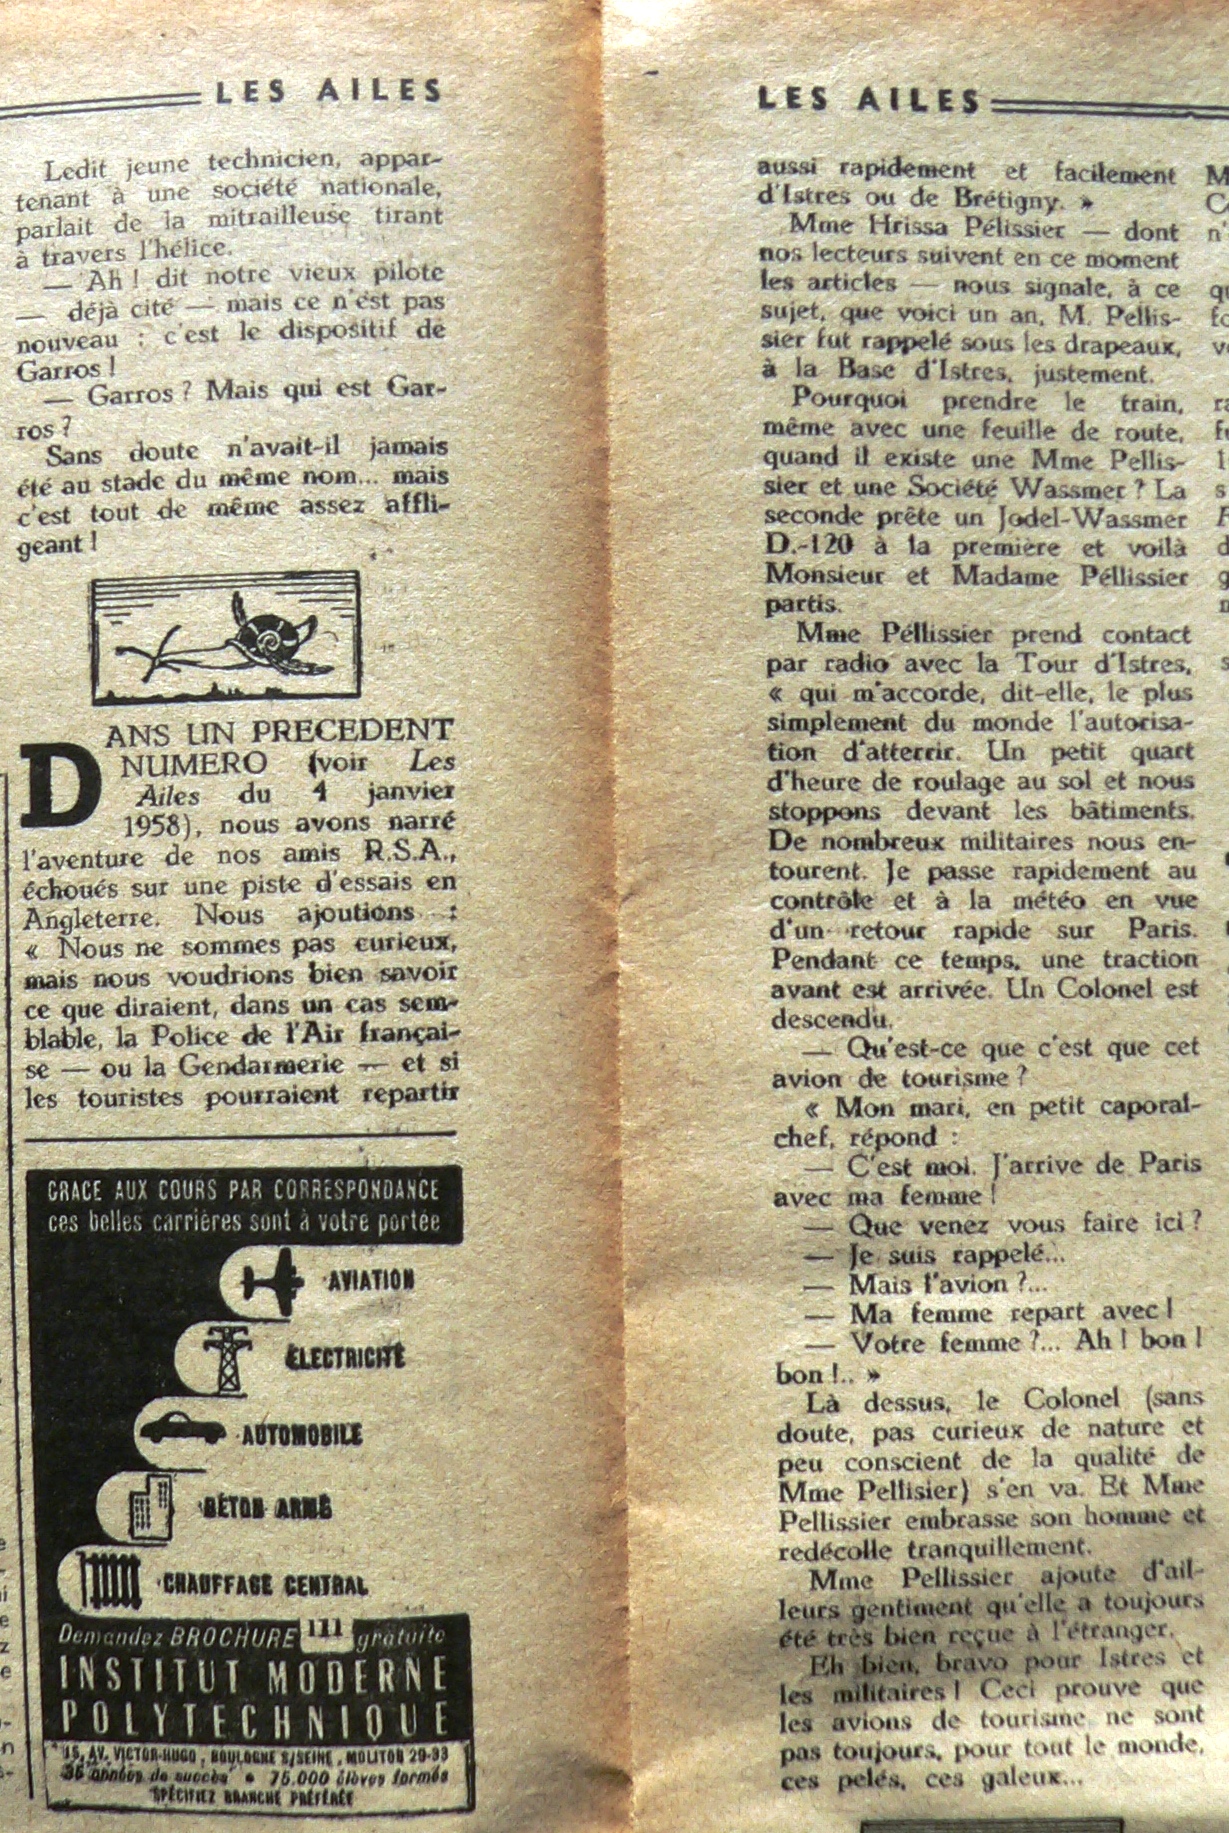 LES AILES
Ledit jeune technicien, appar-
tenant à une société nationale,
parlait de la mitrailleuse tirant
à travers l'hélice.
— Ah ! dit notre vieux pilote
— déjà cité — mais ce n'est pas
nouveau : c'est le dispositif de
Garros !
— Garros ? Mais qui est Gar-
ros ?
Sans doute n'avait-il jamais
été au stade du même nom... mais
c'est tout de même assez affli-
geant !
DANS UN PRECEDENT
NUMERO (voir Les
Ailes du 4 janvier
1958), nous avons narré
l'aventure de nos amis R.S.A.,
échoués sur une piste d'essais en
Angleterre. Nous ajoutions :
« Nous ne sommes pas curieux,
mais nous voudrions bien savoir
ce que diraient, dans un cas sem-
blable, la Police de l'Air françai-
se — ou la Gendarmerie — et si
les touristes pourraient repartir
GRACE AUX COURS PAR CORRESPONDANCE
ces belles carrières sont à votre portée
AVIATION
ÉLECTRICITÉ
AUTOMOBILE
BÉTON ARMÉ
CHAUFFAGE CENTRAL
Demandez BROCHURE 111 gratuite
INSTITUT MODERNE
POLYTECHNIQUE
15, AV. VICTOR-HUGO, BOULOGNE S/SEINE, MOLITOR 29-33
36 années de succès • 75.000 élèves formés
SPÉCIFIEZ BRANCHE PRÉFÉRÉE
LES AILES
aussi rapidement et facilement
d'Istres ou de Brétigny. »
Mme Hrissa Pélissier — dont
nos lecteurs suivent en ce moment
les articles — nous signale, à ce
sujet, que voici un an, M. Pellis-
sier fut rappelé sous les drapeaux,
à la Base d'Istres, justement.
Pourquoi prendre le train,
même avec une feuille de route,
quand il existe une Mme Pellis-
sier et une Société Wassmer ? La
seconde prête un Jodel-Wassmer
D.-120 à la première et voilà
Monsieur et Madame Péllissier
partis.
Mme Péllissier prend contact
par radio avec la Tour d'Istres,
« qui m'accorde, dit-elle, le plus
simplement du monde l'autorisa-
tion d'atterrir. Un petit quart
d'heure de roulage au sol et nous
stoppons devant les bâtiments.
De nombreux militaires nous en-
tourent. Je passe rapidement au
contrôle et à la météo en vue
d'un retour rapide sur Paris.
Pendant ce temps, une traction
avant est arrivée. Un Colonel est
descendu.
— Qu'est-ce que c'est que cet
avion de tourisme ?
« Mon mari, en petit caporal-
chef, répond :
— C'est moi. J'arrive de Paris
avec ma femme !
— Que venez vous faire ici ?
— Je suis rappelé...
— Mais l'avion ?...
— Ma femme repart avec !
— Votre femme ?... Ah ! bon !
bon !.. »
Là dessus, le Colonel (sans
doute, pas curieux de nature et
peu conscient de la qualité de
Mme Pellisier) s'en va. Et Mme
Pellissier embrasse son homme et
redécolle tranquillement.
Mme Pellissier ajoute d'ail-
leurs gentiment qu'elle a toujours
été très bien reçue à l'étranger.
Eh bien, bravo pour Istres et
les militaires ! Ceci prouve que
les avions de tourisme ne sont
pas toujours, pour tout le monde,
ces pelés, ces galeux...